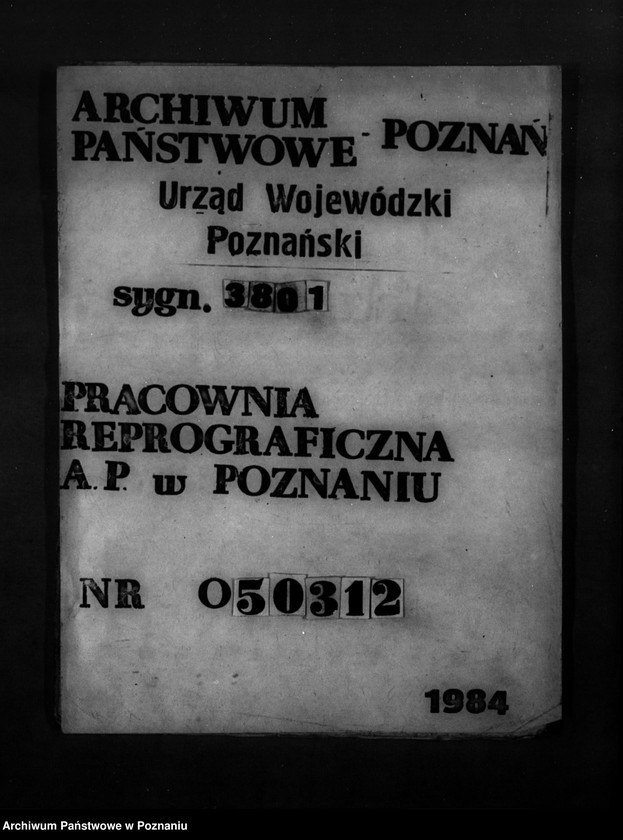 ARCHIWUM
PAŃSTWOWE - POZNAŃ
Urząd Wojewódzki
Poznański
sygn. 3801
PRACOWNIA
REPROGRAFICZNA
A.P. w POZNANIU
NR O50312
1984
Archiwum Państwowe w Poznaniu